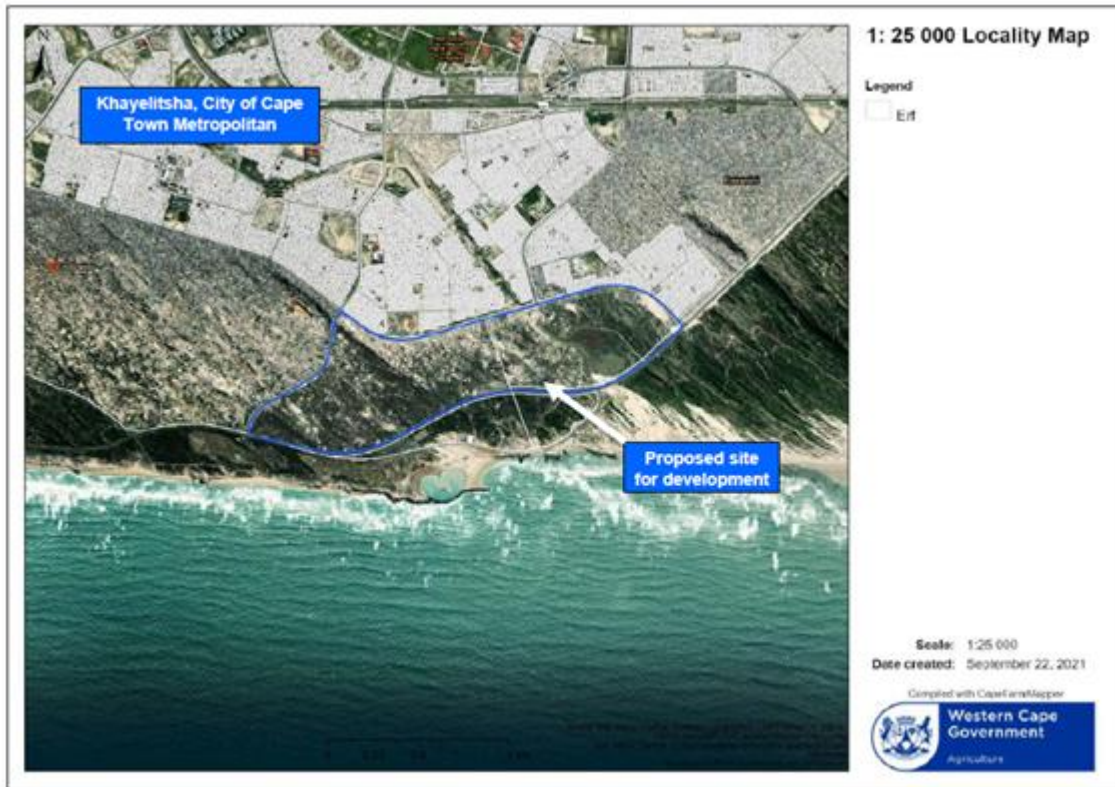 N
1: 25 000 Locality Map
Legend
Erf
Khayelitsha, City of Cape
Town Metropolitan
Proposed site
for development
Scale: 1:25 000
Date created: September 22, 2021
Compiled with CapeFarmMapper
Western Cape
Government
Agriculture